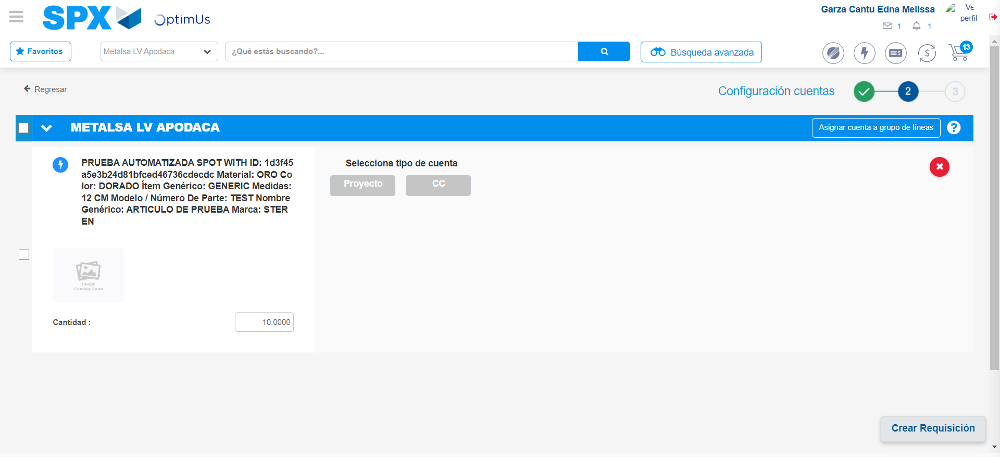 SPX
OptimUs
Garza Cantu Edna Melissa
Ve
perfil
1
1
Favoritos
Metalsa LV Apodaca
¿Qué estás buscando?...
Búsqueda avanzada
$
$
13
Regresar
Configuración cuentas
2
3
METALSA LV APODACA
Asignar cuenta a grupo de líneas
?
PRUEBA AUTOMATIZADA SPOT WITH ID: 1d3f45
a5e3b24d81bfced46736cdecdc Material: ORO Co
lor: DORADO Ítem Genérico: GENERIC Medidas:
12 CM Modelo / Número De Parte: TEST Nombre
Genérico: ARTICULO DE PRUEBA Marca: STER
EN
Selecciona tipo de cuenta
Proyecto
CC
Image
Coming Soon
Cantidad :
10.0000
Crear Requisición